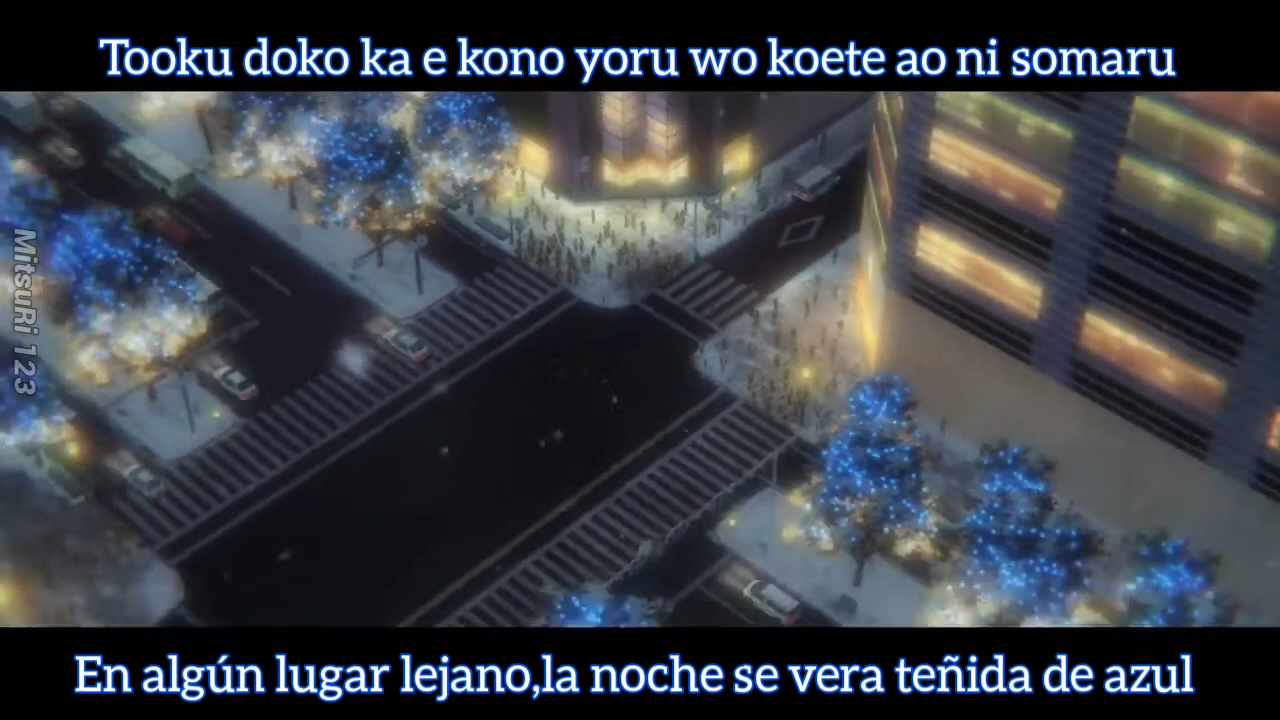 Tooku doko ka e kono yoru wo koete ao ni somaru
MitsuRi 123
En algún lugar lejano,la noche se vera teñida de azul